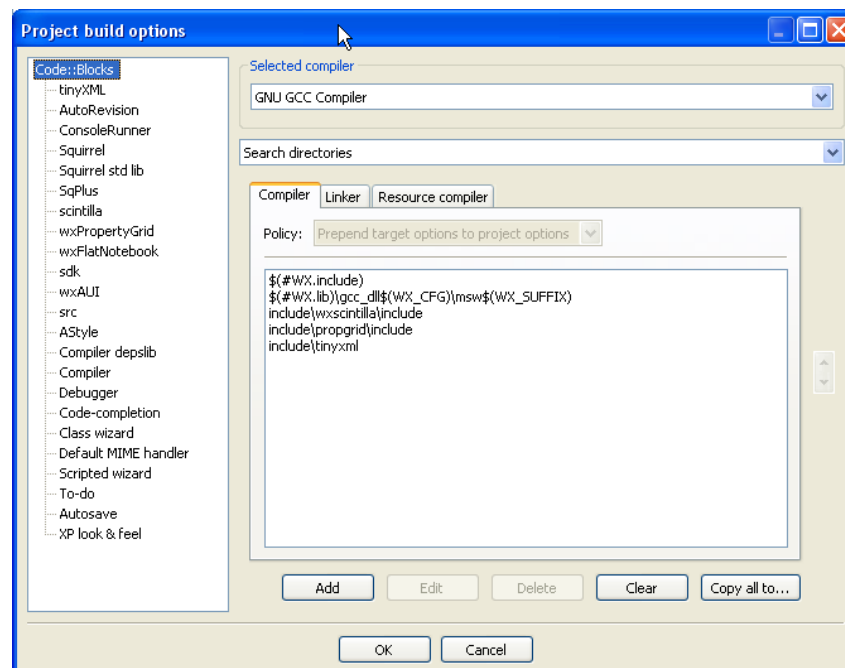 Project build options
Code::Blocks
tinyXML
AutoRevision
ConsoleRunner
Squirrel
Squirrel std lib
SqPlus
scintilla
wxPropertyGrid
wxFlatNotebook
sdk
wxAUI
src
AStyle
Compiler depslib
Compiler
Debugger
Code-completion
Class wizard
Default MIME handler
Scripted wizard
To-do
Autosave
XP look & feel
Selected compiler
GNU GCC Compiler
Search directories
Compiler Linker Resource compiler
Policy: Prepend target options to project options
$(#WX.include)
$(#WX.lib)\gcc_dll$(WX_CFG)\msw$(WX_SUFFIX)
include\wxscintilla\include
include\propgrid\include
include\tinyxml
Add Edit Delete Clear Copy all to...
OK Cancel